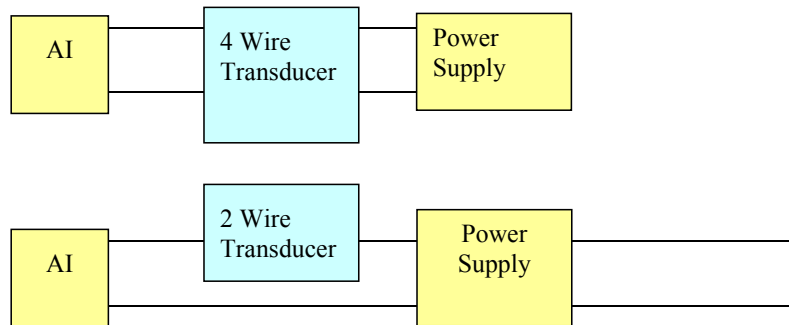 AI
4 Wire
Transducer
Power
Supply
AI
2 Wire
Transducer
Power
Supply